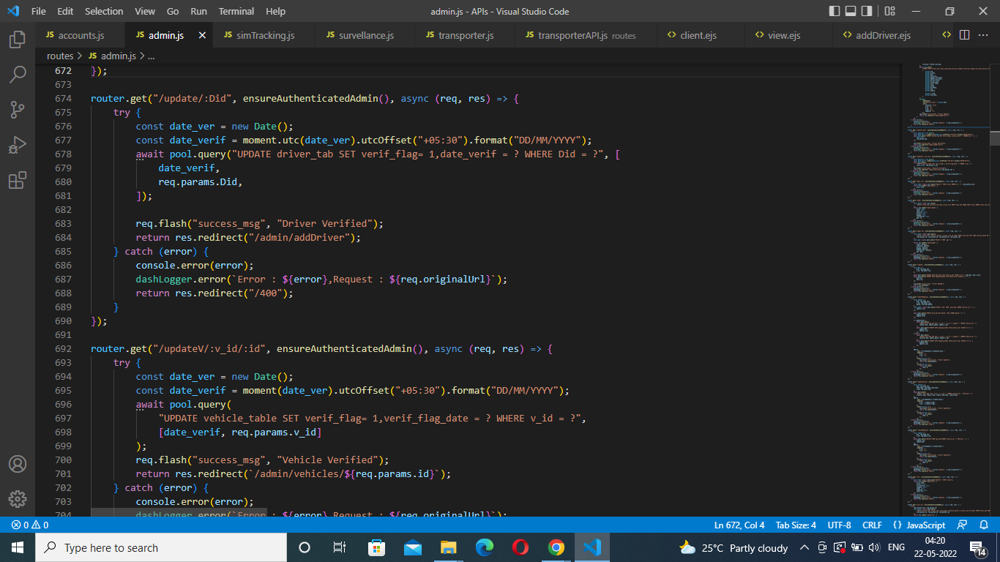 File Edit Selection View Go Run Terminal Help admin.js - APIs - Visual Studio Code
JS accounts.js JS admin.js JS simTracking.js JS survellance.js JS transporter.js JS transporterAPI.js routes <> client.ejs <> view.ejs <> addDriver.ejs <>
routes > JS admin.js > ...
672 });
673
674 router.get("/update/:Did", ensureAuthenticatedAdmin(), async (req, res) => {
675 try {
676 const date_ver = new Date();
677 const date_verif = moment.utc(date_ver).utcOffset("+05:30").format("DD/MM/YYYY");
678 await pool.query("UPDATE driver_tab SET verif_flag= 1,date_verif = ? WHERE Did = ?", [
679 date_verif,
680 req.params.Did,
681 ]);
682
683 req.flash("success_msg", "Driver Verified");
684 return res.redirect("/admin/addDriver");
685 } catch (error) {
686 console.error(error);
687 dashLogger.error(`Error : ${error},Request : ${req.originalUrl}`);
688 return res.redirect("/400");
689 }
690 });
691
692 router.get("/updateV/:v_id/:id", ensureAuthenticatedAdmin(), async (req, res) => {
693 try {
694 const date_ver = new Date();
695 const date_verif = moment(date_ver).utcOffset("+05:30").format("DD/MM/YYYY");
696 await pool.query(
697 "UPDATE vehicle_table SET verif_flag= 1,verif_flag_date = ? WHERE v_id = ?",
698 [date_verif, req.params.v_id]
699 );
700 req.flash("success_msg", "Vehicle Verified");
701 return res.redirect(`/admin/vehicles/${req.params.id}`);
702 } catch (error) {
703 console.error(error);
704 dashLogger.error(`Error : ${error},Request : ${req.originalUrl}`);
0 0 Ln 672, Col 4 Tab Size: 4 UTF-8 CRLF {} JavaScript
Type here to search 25°C Partly cloudy ENG 04:20
22-05-2022 14